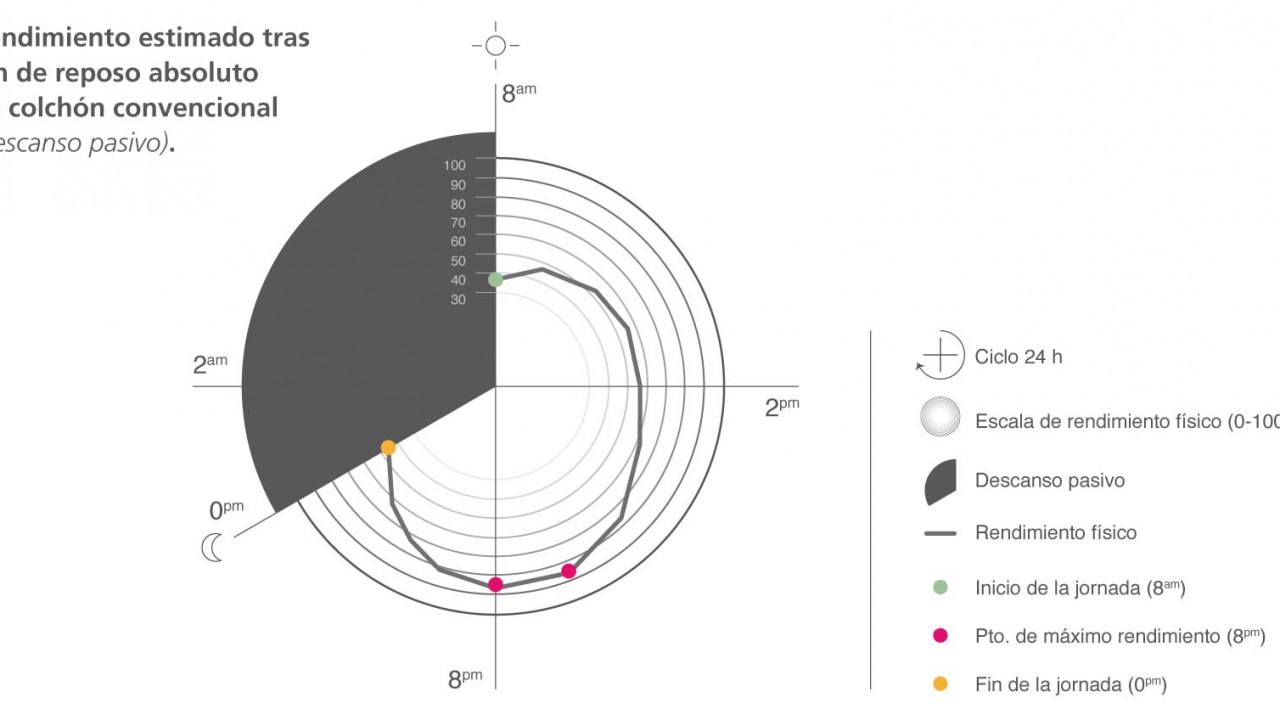 ndimiento estimado tras
de reposo absoluto
colchón convencional
escanso pasivo).
8am
100
90
80
70
60
50
40
30
2am
2pm
0pm
8pm
Ciclo 24 h
Escala de rendimiento físico (0-100
Descanso pasivo
Rendimiento físico
Inicio de la jornada (8am)
Pto. de máximo rendimiento (8pm)
Fin de la jornada (0pm)